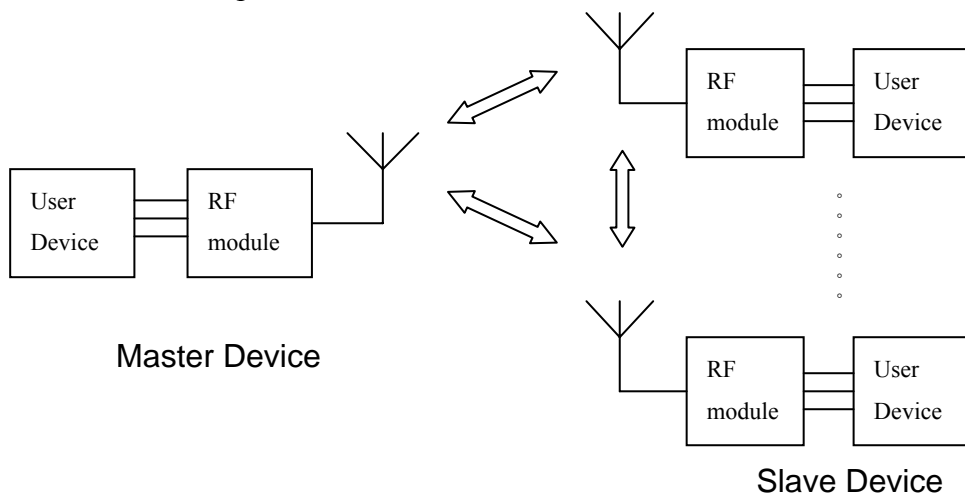 RF
module
User
Device
User
Device
RF
module
Master Device
RF
module
User
Device
Slave Device